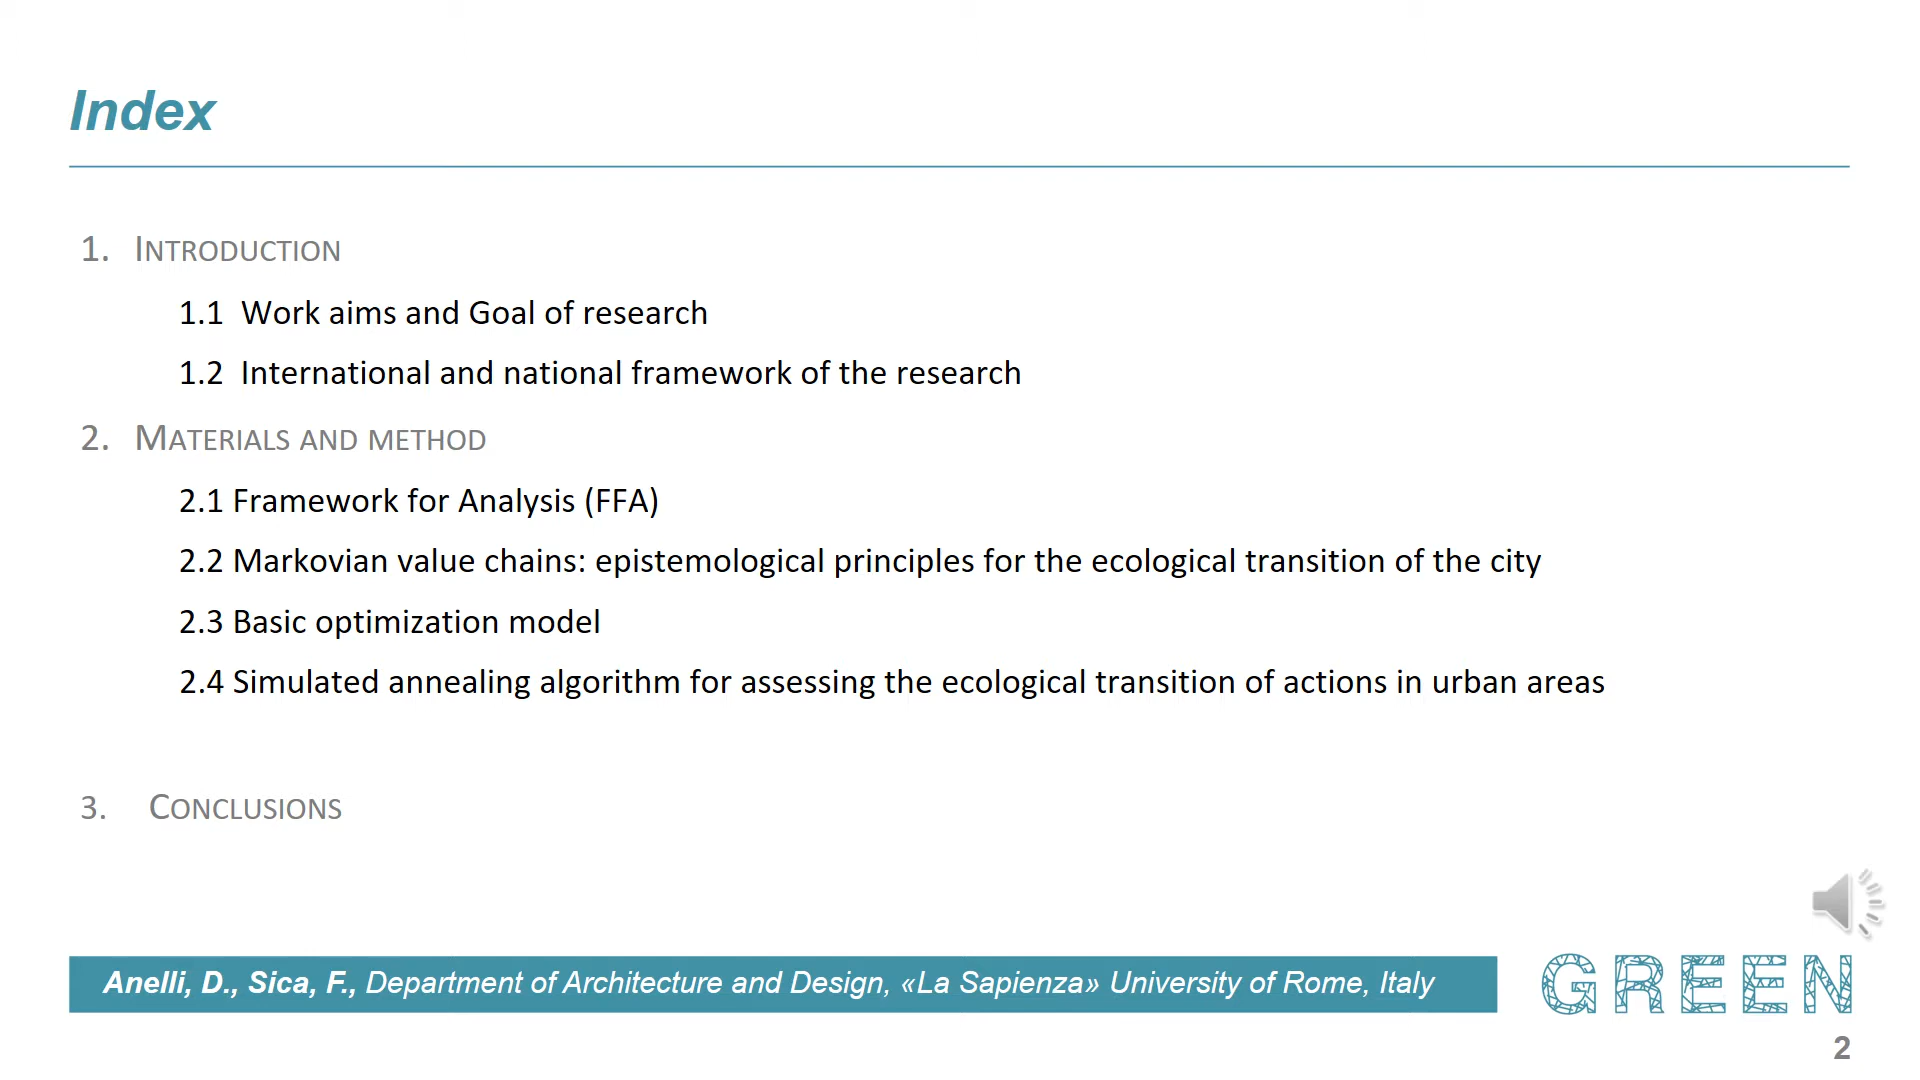 Index
1. INTRODUCTION
1.1 Work aims and Goal of research
1.2 International and national framework of the research
2. MATERIALS AND METHOD
2.1 Framework for Analysis (FFA)
2.2 Markovian value chains: epistemological principles for the ecological transition of the city
2.3 Basic optimization model
2.4 Simulated annealing algorithm for assessing the ecological transition of actions in urban areas
3. CONCLUSIONS
Anelli, D., Sica, F., Department of Architecture and Design, «La Sapienza» University of Rome, Italy
GREEN
2